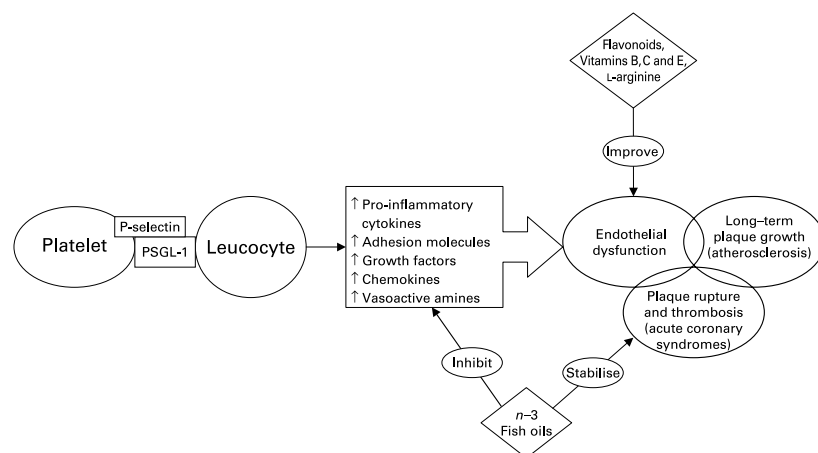 Flavonoids,
Vitamins B, C and E,
L-arginine
Improve
Platelet
P-selectin
PSGL-1
Leucocyte
↑ Pro-inflammatory
cytokines
↑ Adhesion molecules
↑ Growth factors
↑ Chemokines
↑ Vasoactive amines
Endothelial
dysfunction
Long–term
plaque growth
(atherosclerosis)
Plaque rupture
and thrombosis
(acute coronary
syndromes)
Inhibit
Stabilise
n–3
Fish oils